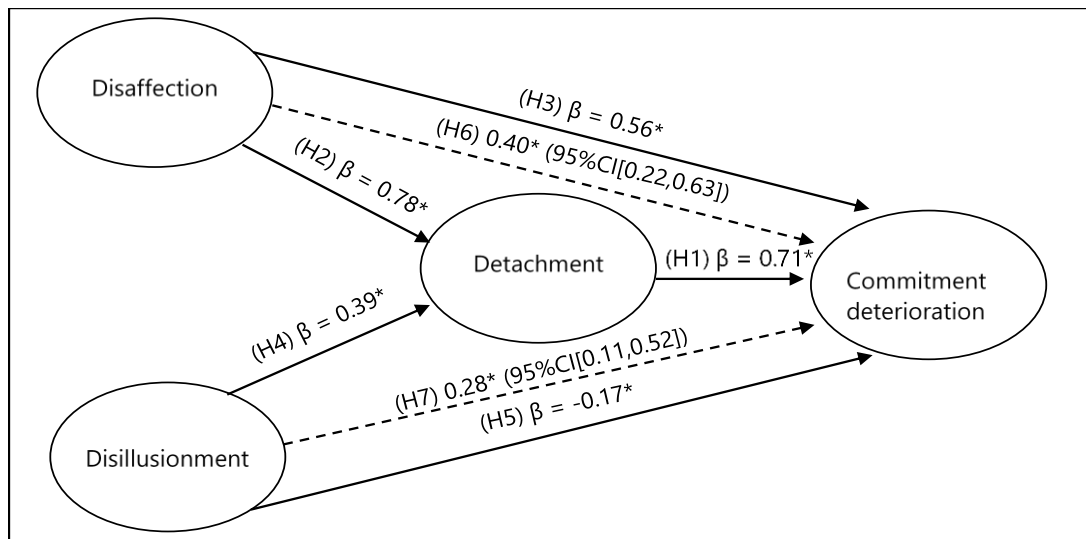 Disaffection
(H3) β = 0.56*
(H6) 0.40* (95%CI[0.22,0.63])
(H2) β = 0.78*
Detachment
(H1) β = 0.71*
Commitment
deterioration
(H4) β = 0.39*
(H7) 0.28* (95%CI[0.11,0.52])
(H5) β = -0.17*
Disillusionment